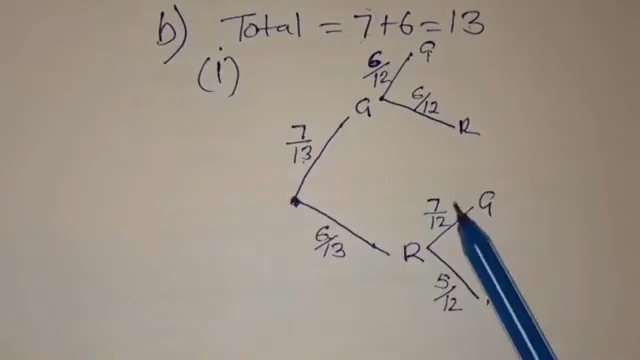 b) Total = 7+6=13
(i)
6/12 G
G 6/12 R
7/13
7/12 G
6/13 R
5/12